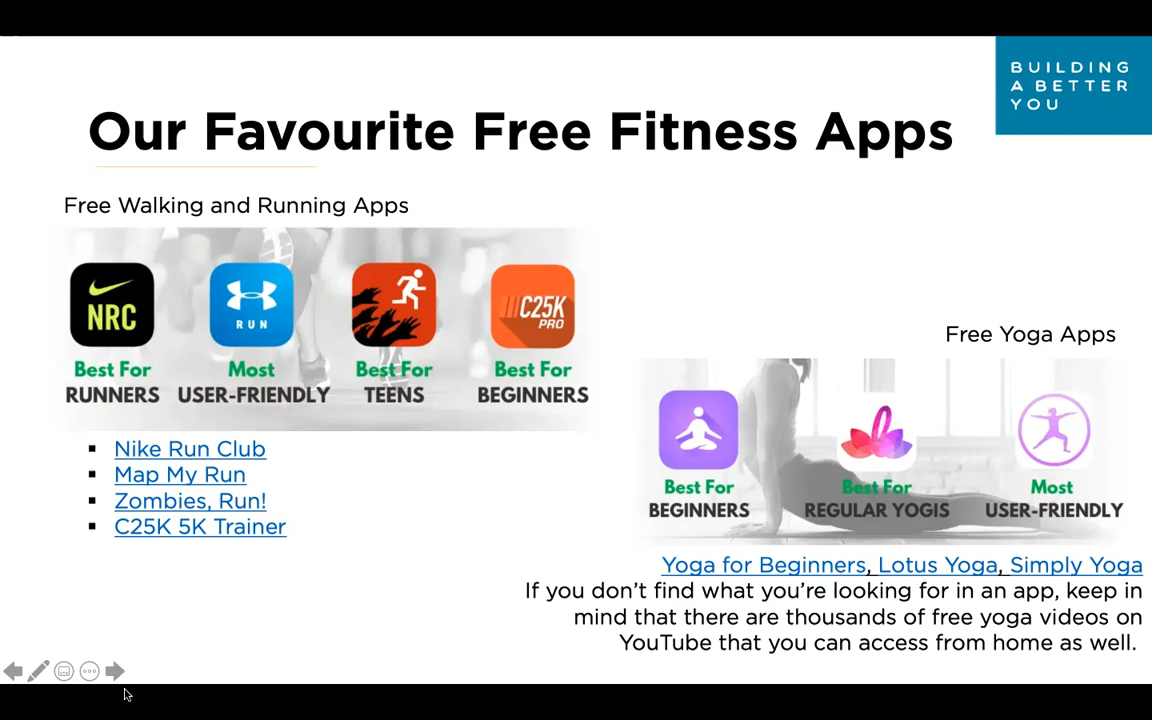 BUILDING
A BETTER
YOU
Our Favourite Free Fitness Apps
Free Walking and Running Apps
NRC
RUN
C25K
PRO
Best For
RUNNERS
Most
USER-FRIENDLY
Best For
TEENS
Best For
BEGINNERS
▪ Nike Run Club
▪ Map My Run
▪ Zombies, Run!
▪ C25K 5K Trainer
Free Yoga Apps
Best For
BEGINNERS
Best For
REGULAR YOGIS
Most
USER-FRIENDLY
Yoga for Beginners, Lotus Yoga, Simply Yoga
If you don’t find what you’re looking for in an app, keep in
mind that there are thousands of free yoga videos on
YouTube that you can access from home as well.